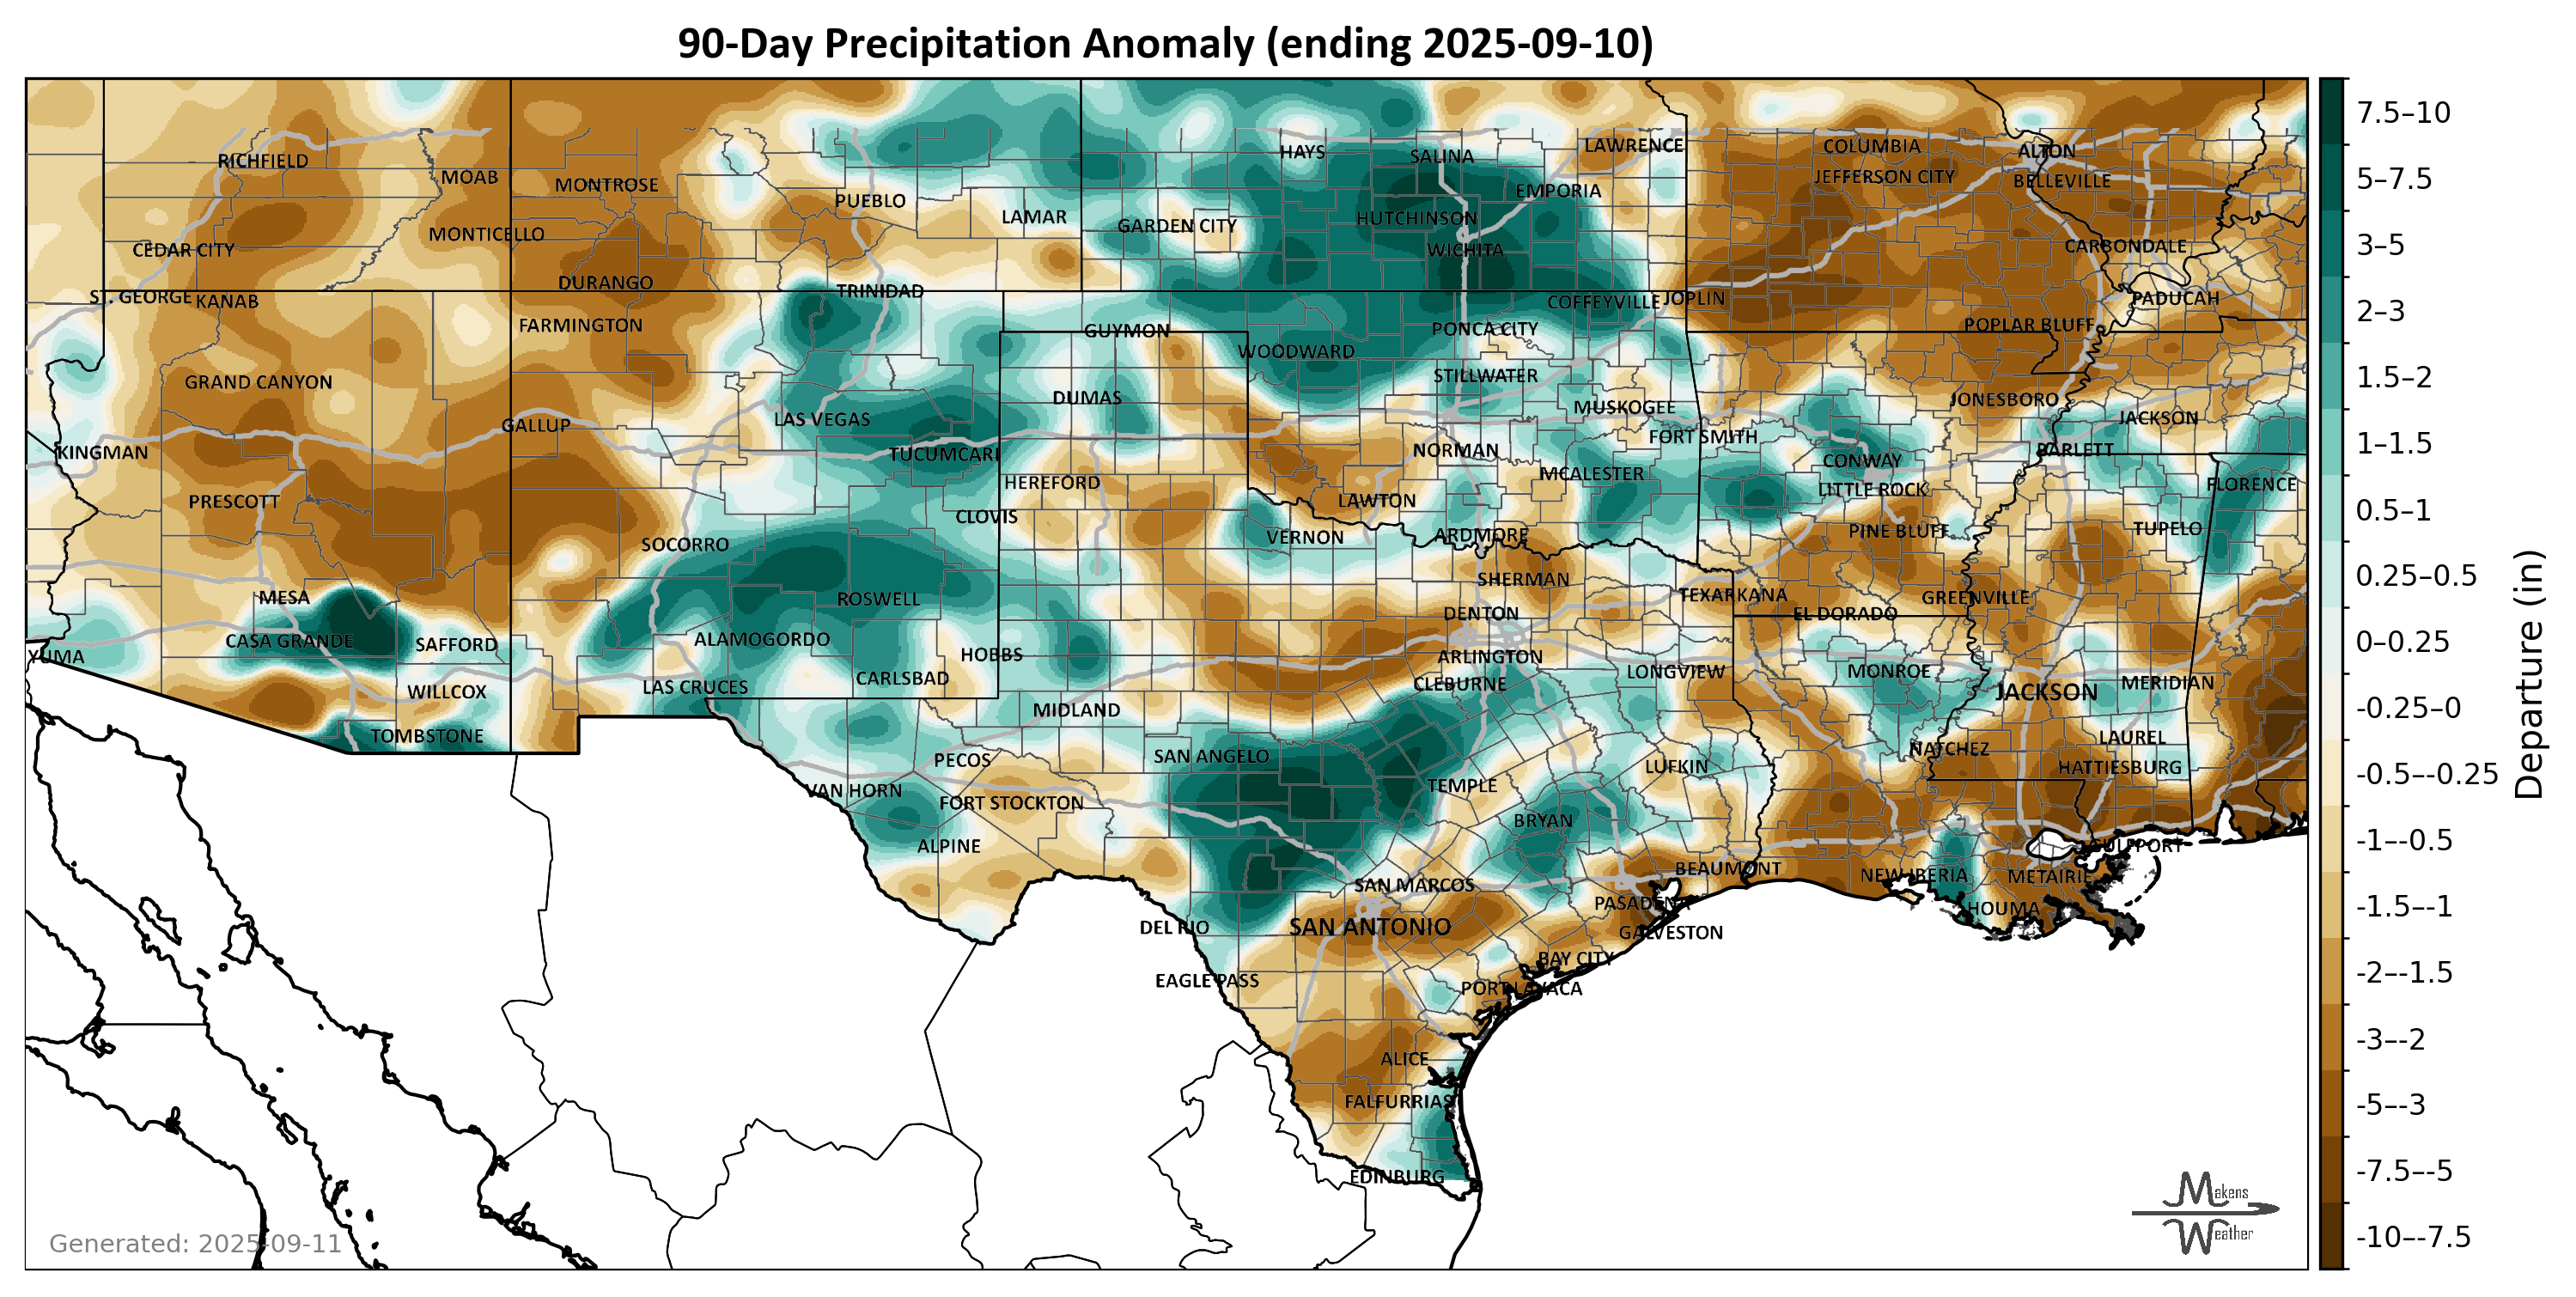 90-Day Precipitation Anomaly (ending 2025-09-10)
RICHFIELD
MOAB
MONTROSE
PUEBLO
LAMAR
HAYS
SALINA
LAWRENCE
COLUMBIA
ALTON
JEFFERSON CITY
BELLEVILLE
EMPORIA
GARDEN CITY
HUTCHINSON
WICHITA
CEDAR CITY
MONTICELLO
CARBONDALE
DURANGO
TRINIDAD
ST. GEORGE
KANAB
COFFEYVILLE
JOPLIN
PADUCAH
FARMINGTON
GUYMON
PONCA CITY
POPLAR BLUFF
WOODWARD
GRAND CANYON
STILLWATER
DUMAS
MUSKOGEE
JONESBORO
GALLUP
LAS VEGAS
JACKSON
FORT SMITH
KINGMAN
TUCUMCARI
NORMAN
BARLETT
CONWAY
MCALESTER
HEREFORD
FLORENCE
PRESCOTT
LAWTON
LITTLE ROCK
CLOVIS
PINE BLUFF
TUPELO
VERNON
ARDMORE
SOCORRO
SHERMAN
MESA
ROSWELL
TEXARKANA
GREENVILLE
DENTON
EL DORADO
CASA GRANDE
SAFFORD
ALAMOGORDO
YUMA
HOBBS
ARLINGTON
LONGVIEW
MONROE
CARLSBAD
CLEBURNE
MERIDIAN
WILLCOX
LAS CRUCES
JACKSON
MIDLAND
TOMBSTONE
LAUREL
NATCHEZ
SAN ANGELO
PECOS
LUFKIN
HATTIESBURG
VAN HORN
TEMPLE
FORT STOCKTON
BRYAN
ALPINE
GULFPORT
BEAUMONT
NEW IBERIA
METAIRIE
SAN MARCOS
PASADENA
HOUMA
DEL RIO
SAN ANTONIO
GALVESTON
BAY CITY
EAGLE PASS
PORT LAVACA
ALICE
FALFURRIAS
EDINBURG
Generated: 2025-09-11
Makens
Weather
7.5–10
5–7.5
3–5
2–3
1.5–2
1–1.5
0.5–1
0.25–0.5
0–0.25
-0.25–0
-0.5–-0.25
-1–-0.5
-1.5–-1
-2–-1.5
-3–-2
-5–-3
-7.5–-5
-10–-7.5
Departure (in)